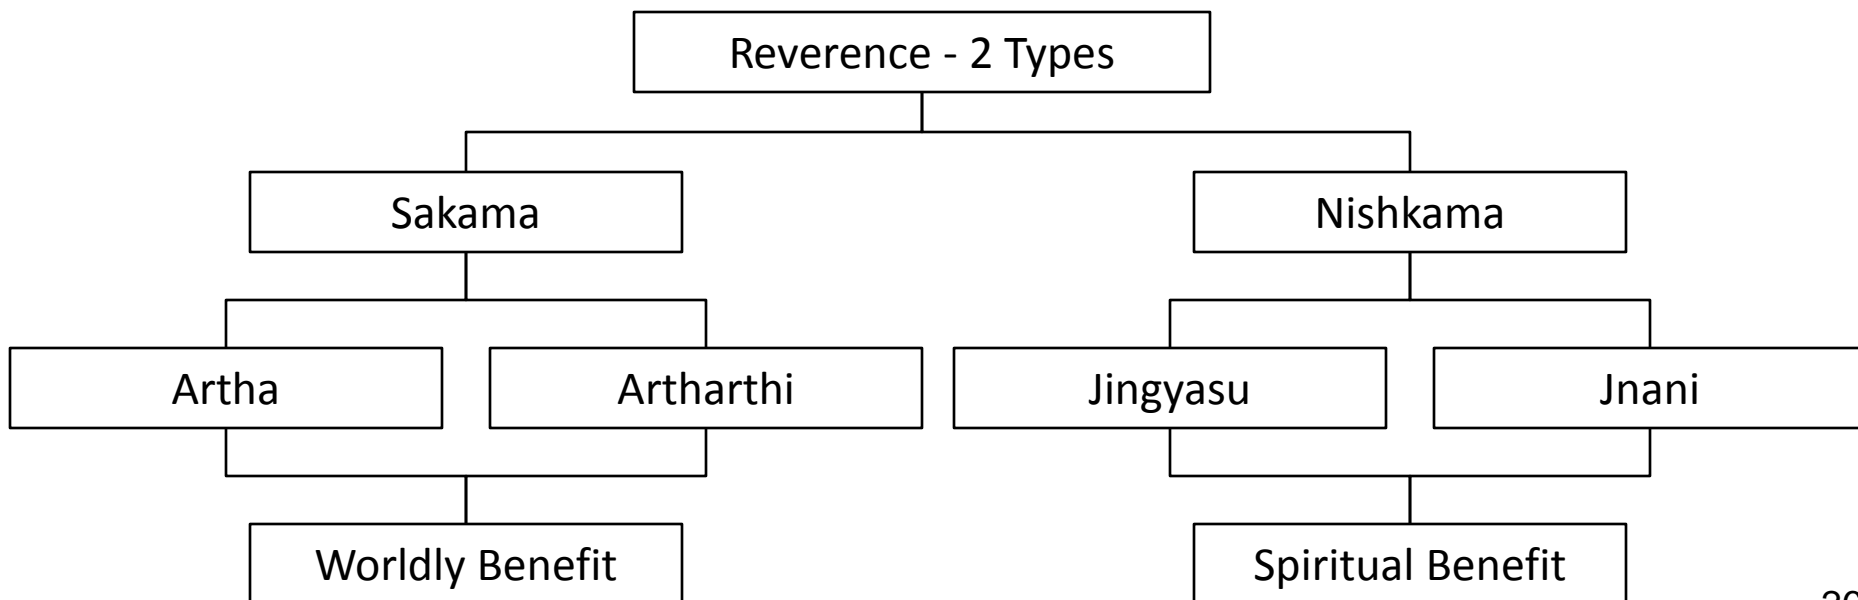 Reverence - 2 Types
Sakama
Nishkama
Artha
Artharthi
Jingyasu
Jnani
Worldly Benefit
Spiritual Benefit